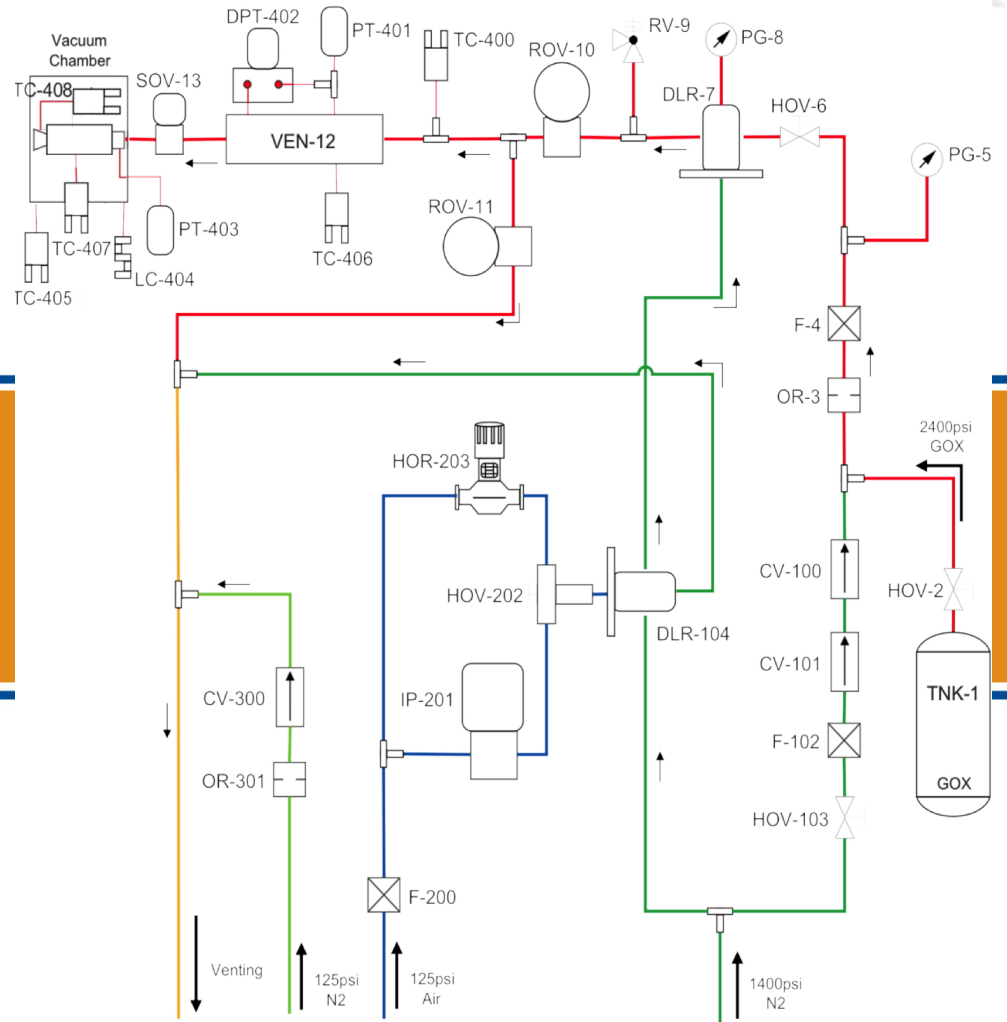 DPT-402
PT-401
TC-400
RV-9
PG-8
ROV-10
Vacuum
Chamber
TC-408
SOV-13
DLR-7
HOV-6
VEN-12
PG-5
ROV-11
PT-403
TC-407
TC-406
LC-404
TC-405
F-4
OR-3
2400psi
GOX
HOR-203
CV-100
HOV-202
HOV-2
DLR-104
CV-101
CV-300
IP-201
TNK-1
F-102
OR-301
GOX
HOV-103
F-200
Venting
125psi
N2
125psi
Air
1400psi
N2